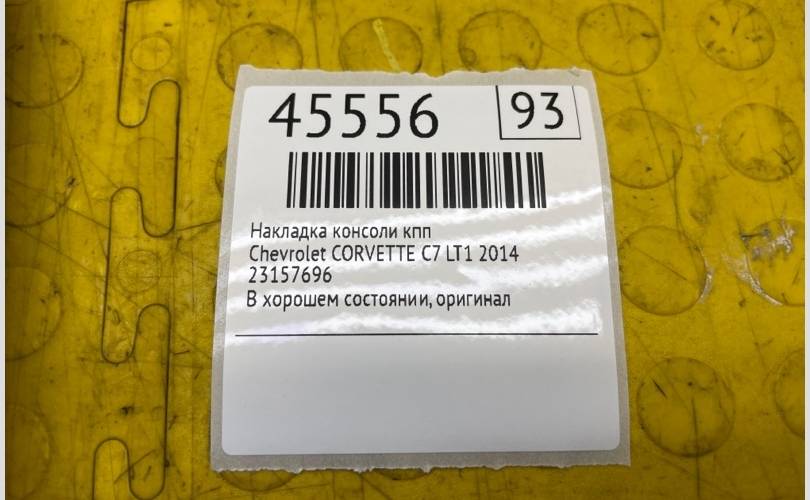 45556 93
Накладка консоли кпп
Chevrolet CORVETTE C7 LT1 2014
23157696
В хорошем состоянии, оригинал